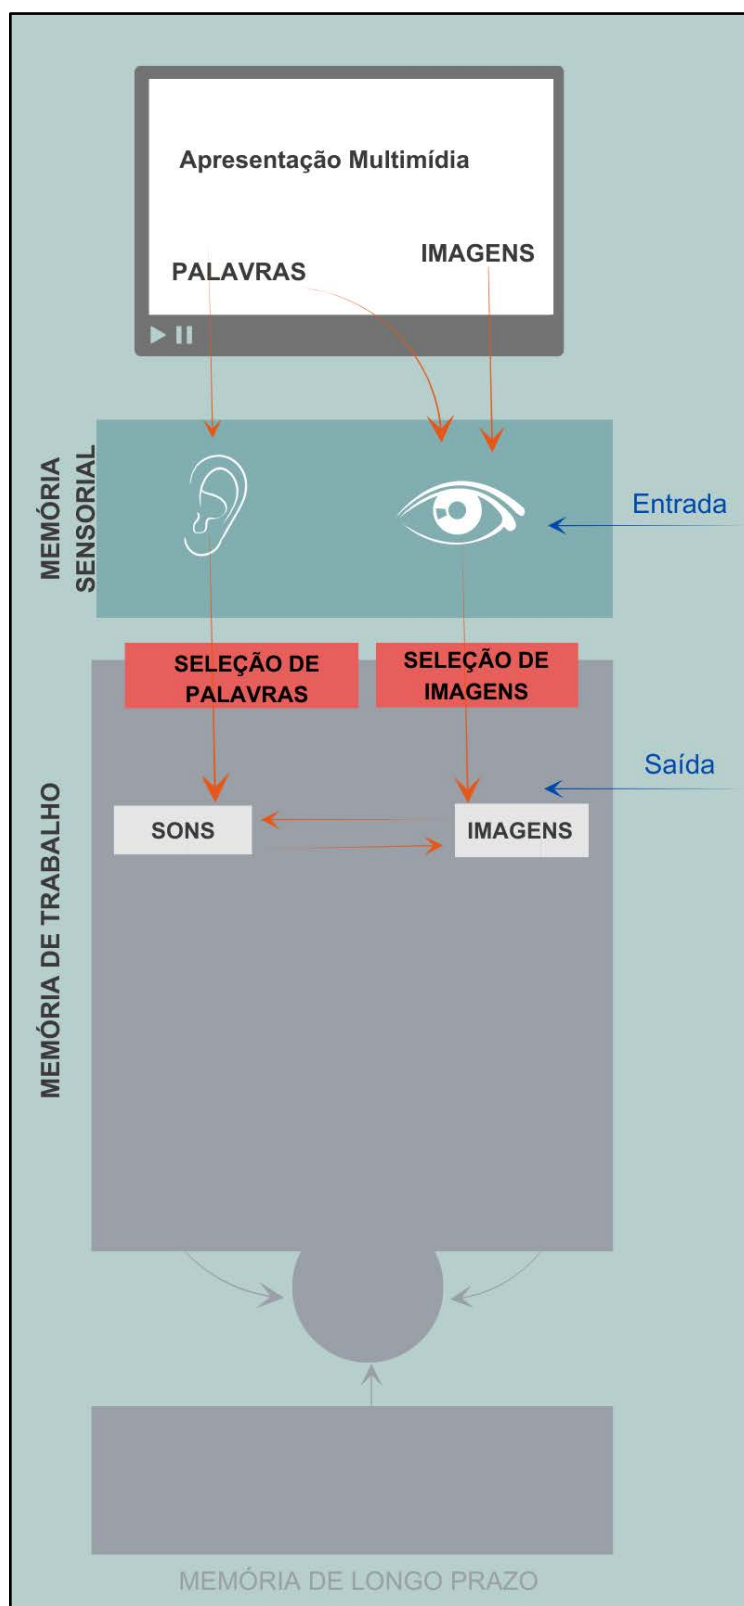 Apresentação Multimídia
IMAGENS
PALAVRAS
MEMÓRIA
SENSORIAL
Entrada
SELEÇÃO DE
PALAVRAS
SELEÇÃO DE
IMAGENS
Saída
SONS
IMAGENS
MEMÓRIA DE TRABALHO
MEMÓRIA DE LONGO PRAZO